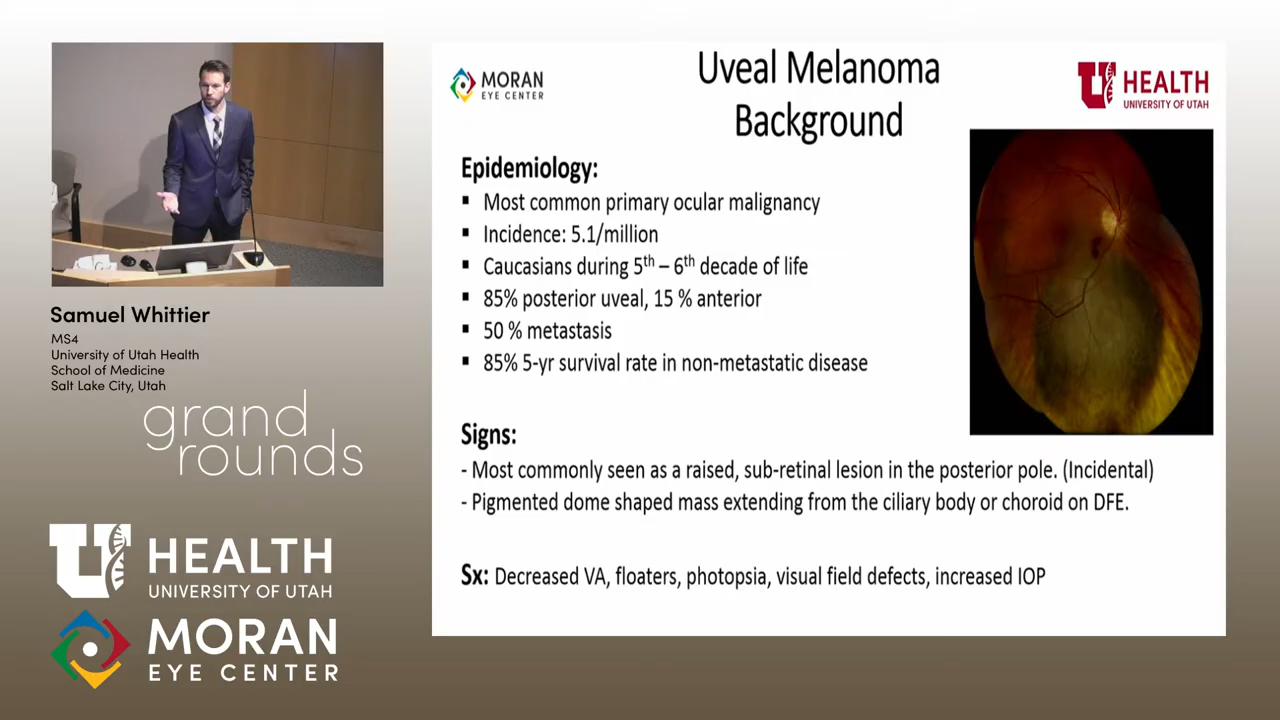 MORAN
EYE CENTER
Uveal Melanoma
Background
U HEALTH
UNIVERSITY OF UTAH
Epidemiology:
▪ Most common primary ocular malignancy
▪ Incidence: 5.1/million
▪ Caucasians during 5th – 6th decade of life
▪ 85% posterior uveal, 15 % anterior
▪ 50 % metastasis
▪ 85% 5-yr survival rate in non-metastatic disease
Signs:
- Most commonly seen as a raised, sub-retinal lesion in the posterior pole. (Incidental)
- Pigmented dome shaped mass extending from the ciliary body or choroid on DFE.
Sx: Decreased VA, floaters, photopsia, visual field defects, increased IOP
Samuel Whittier
MS4
University of Utah Health
School of Medicine
Salt Lake City, Utah
grand
rounds
U HEALTH
UNIVERSITY OF UTAH
MORAN
EYE CENTER